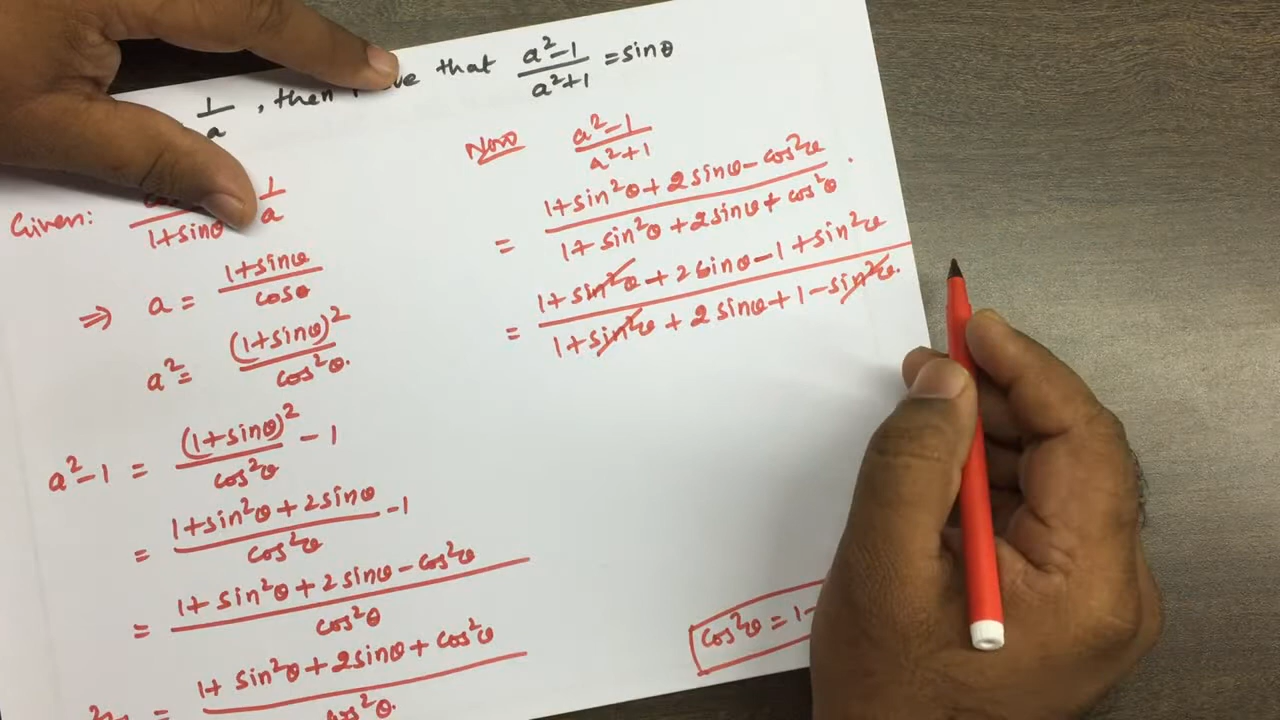 1/a , then that (a²-1)/(a²+1) = sinθ
Given: /(1+sinθ) 1/a
⇒ a = (1+sinθ)/cosθ
a² = (1+sinθ)²/cos²θ.
a²-1 = (1+sinθ)²/cos²θ - 1
= (1+sin²θ+2sinθ)/cos²θ - 1
= (1+sin²θ+2sinθ-cos²θ)/cos²θ
= (1+sin²θ+2sinθ+cos²θ)/cos²θ.
Now (a²-1)/(a²+1)
= (1+sin²θ+2sinθ-cos²θ)/(1+sin²θ+2sinθ+cos²θ).
= (1+sin²θ+2sinθ-1+sin²θ)/(1+sin²θ+2sinθ+1-sin²θ).
cos²θ = 1-